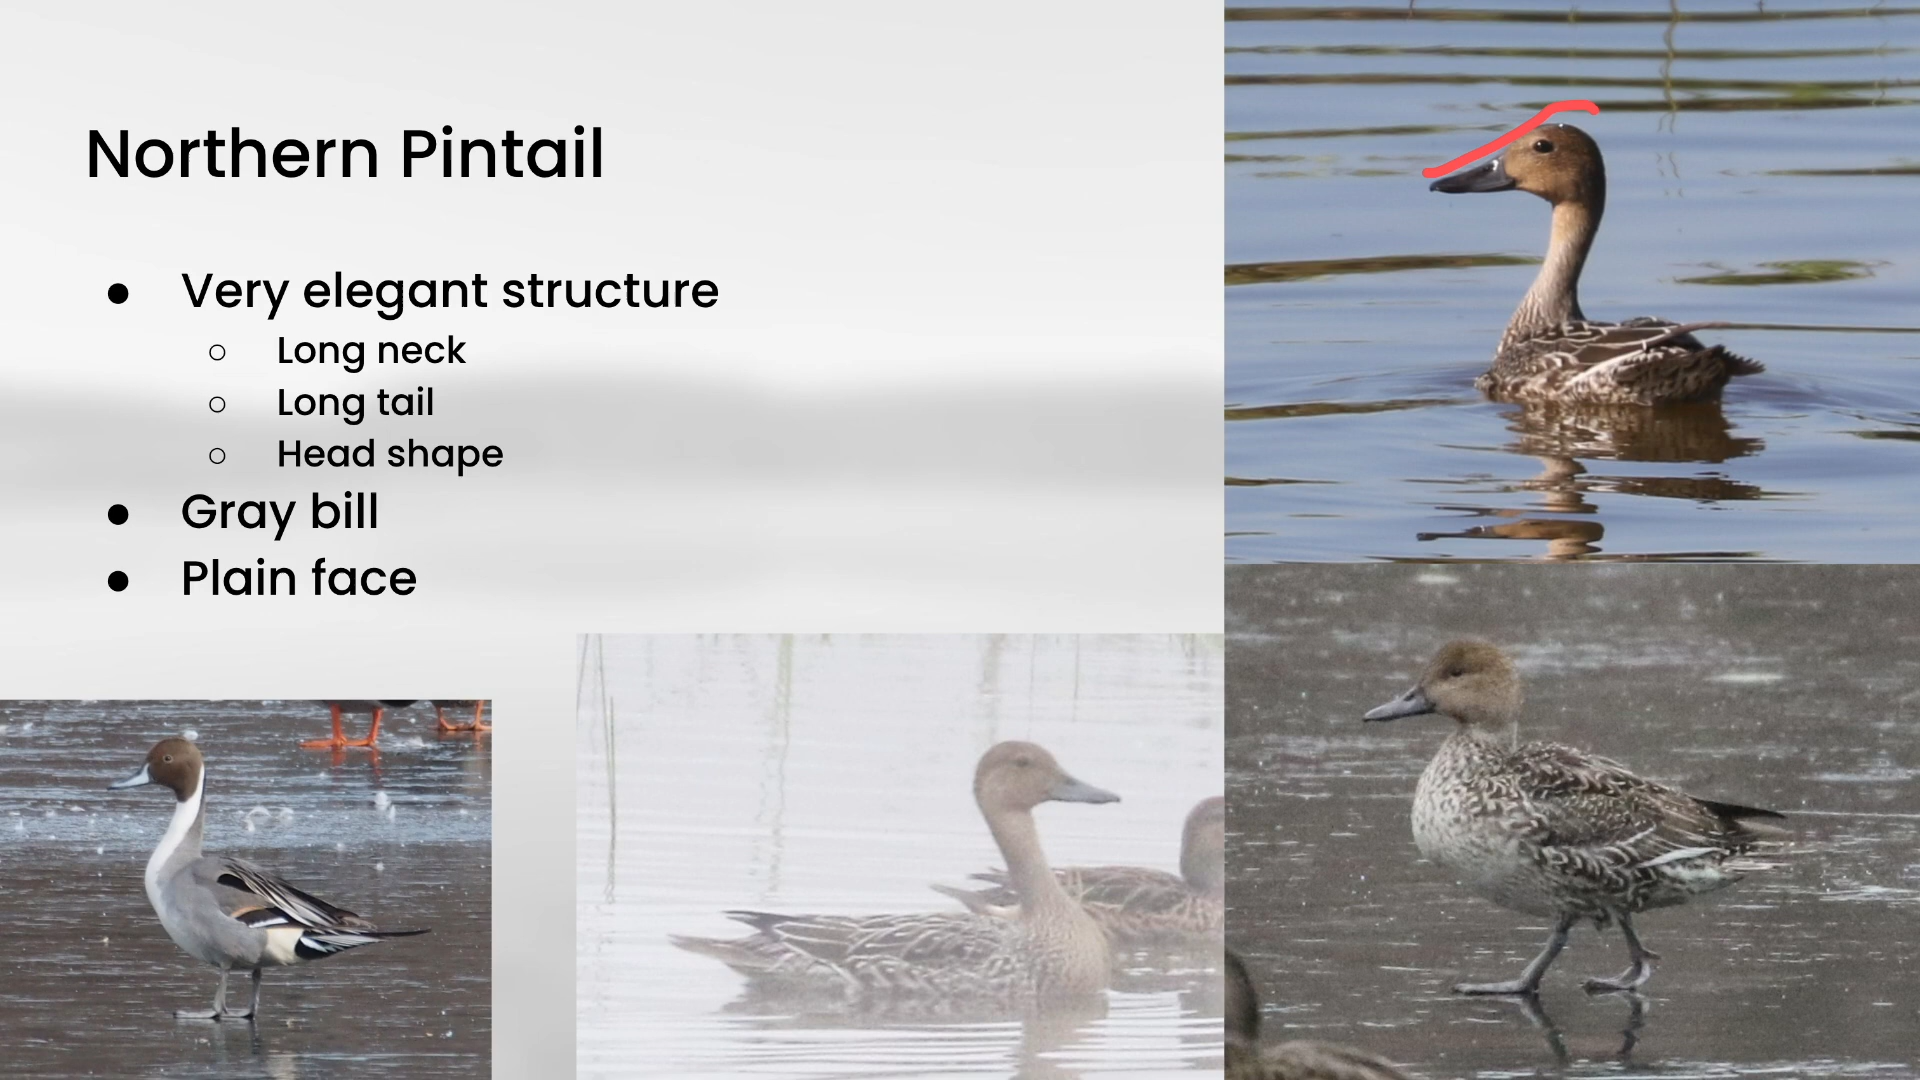 Northern Pintail
● Very elegant structure
○ Long neck
○ Long tail
○ Head shape
● Gray bill
● Plain face